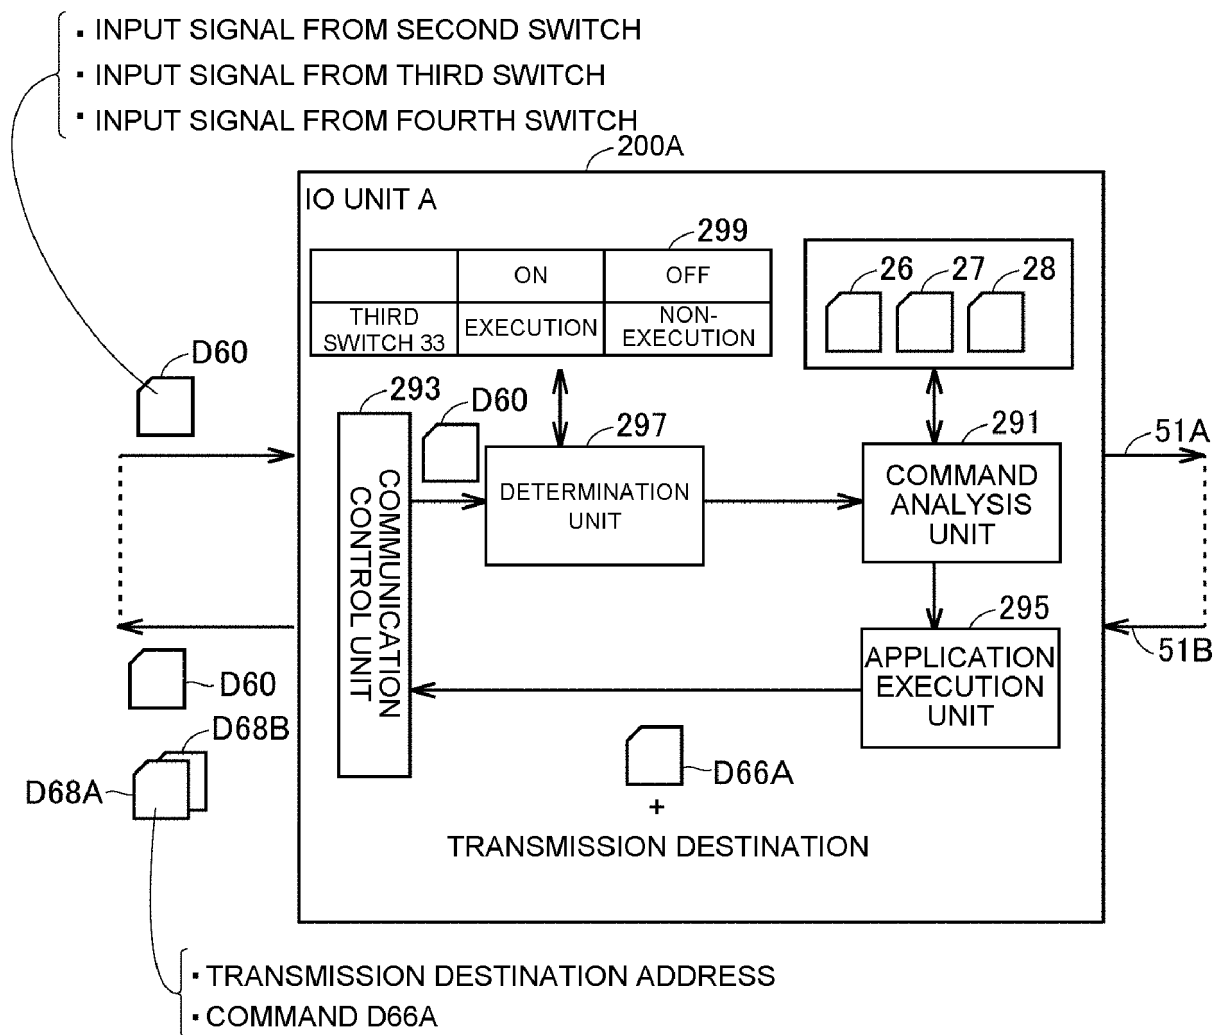 · INPUT SIGNAL FROM SECOND SWITCH
· INPUT SIGNAL FROM THIRD SWITCH
· INPUT SIGNAL FROM FOURTH SWITCH
200A
IO UNIT A
299
ON
OFF
THIRD
SWITCH 33
EXECUTION
NON-
EXECUTION
26
27
28
D60
293
D60
297
291
51A
COMMUNICATION
CONTROL UNIT
DETERMINATION
UNIT
COMMAND
ANALYSIS
UNIT
295
51B
APPLICATION
EXECUTION
UNIT
D60
D68B
D68A
D66A
+
TRANSMISSION DESTINATION
· TRANSMISSION DESTINATION ADDRESS
· COMMAND D66A